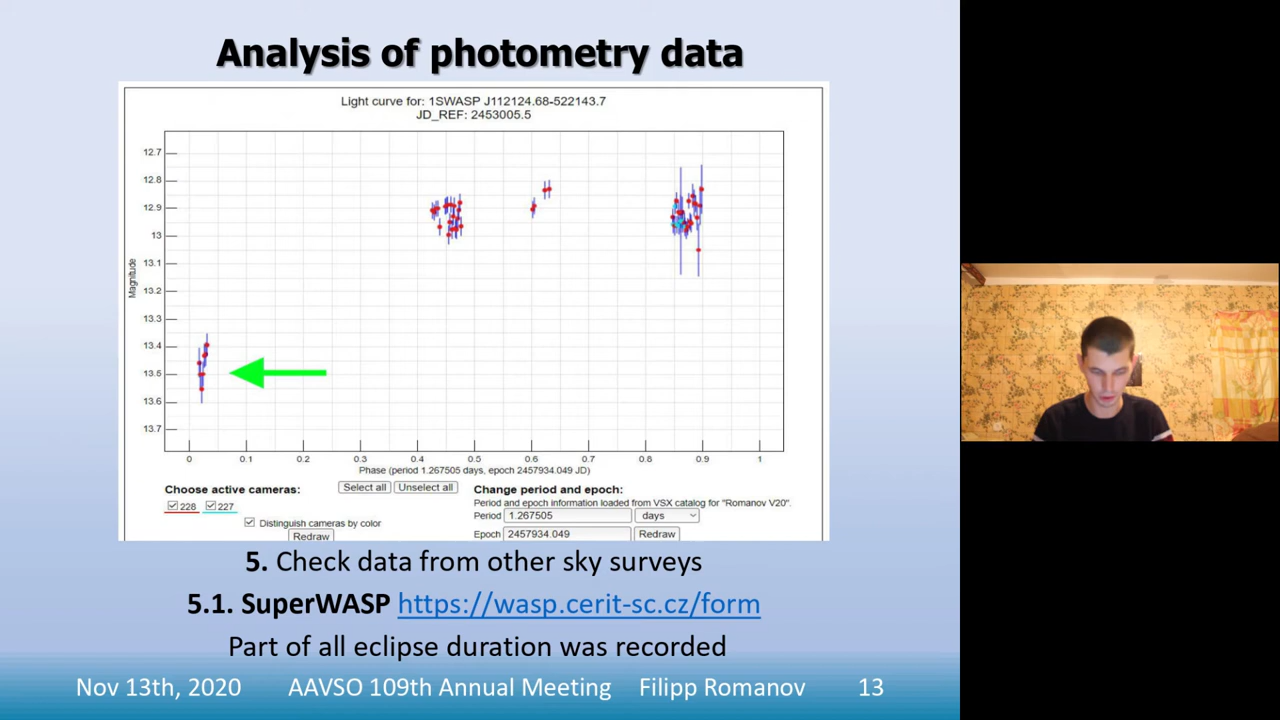 Analysis of photometry data
Light curve for: 1SWASP J112124.68-522143.7
JD_REF: 2453005.5
12.7
12.8
12.9
13
13.1
13.2
13.3
13.4
13.5
13.6
13.7
Magnitude
0 0.1 0.2 0.3 0.4 0.5 0.6 0.7 0.8 0.9 1
Phase (period 1.267505 days, epoch 2457934.049 JD)
Choose active cameras: Select all Unselect all
228 227
Distinguish cameras by color
Redraw
Change period and epoch:
Period and epoch information loaded from VSX catalog for "Romanov V20".
Period 1.267505 days
Epoch 2457934.049 Redraw
5. Check data from other sky surveys
5.1. SuperWASP https://wasp.cerit-sc.cz/form
Part of all eclipse duration was recorded
Nov 13th, 2020 AAVSO 109th Annual Meeting Filipp Romanov 13